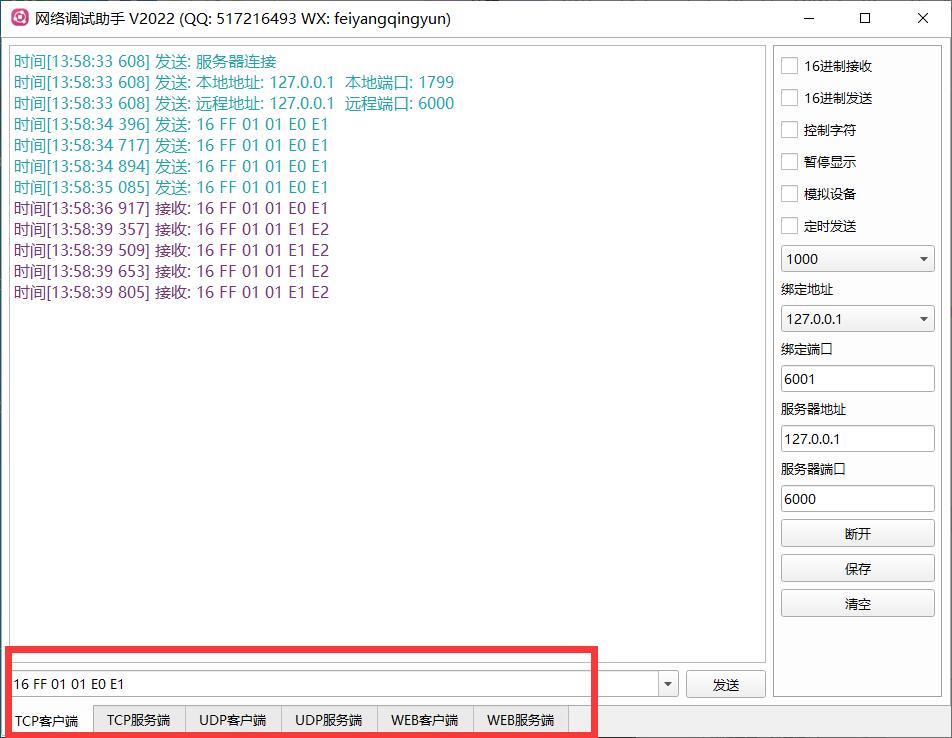 网络调试助手 V2022 (QQ: 517216493 WX: feiyangqingyun)
时间[13:58:33 608] 发送: 服务器连接
时间[13:58:33 608] 发送: 本地地址: 127.0.0.1 本地端口: 1799
时间[13:58:33 608] 发送: 远程地址: 127.0.0.1 远程端口: 6000
时间[13:58:34 396] 发送: 16 FF 01 01 E0 E1
时间[13:58:34 717] 发送: 16 FF 01 01 E0 E1
时间[13:58:34 894] 发送: 16 FF 01 01 E0 E1
时间[13:58:35 085] 发送: 16 FF 01 01 E0 E1
时间[13:58:36 917] 接收: 16 FF 01 01 E0 E1
时间[13:58:39 357] 接收: 16 FF 01 01 E1 E2
时间[13:58:39 509] 接收: 16 FF 01 01 E1 E2
时间[13:58:39 653] 接收: 16 FF 01 01 E1 E2
时间[13:58:39 805] 接收: 16 FF 01 01 E1 E2
16进制接收
16进制发送
控制字符
暂停显示
模拟设备
定时发送
1000
绑定地址
127.0.0.1
绑定端口
6001
服务器地址
127.0.0.1
服务器端口
6000
断开
保存
清空
16 FF 01 01 E0 E1
发送
TCP客户端 TCP服务端 UDP客户端 UDP服务端 WEB客户端 WEB服务端